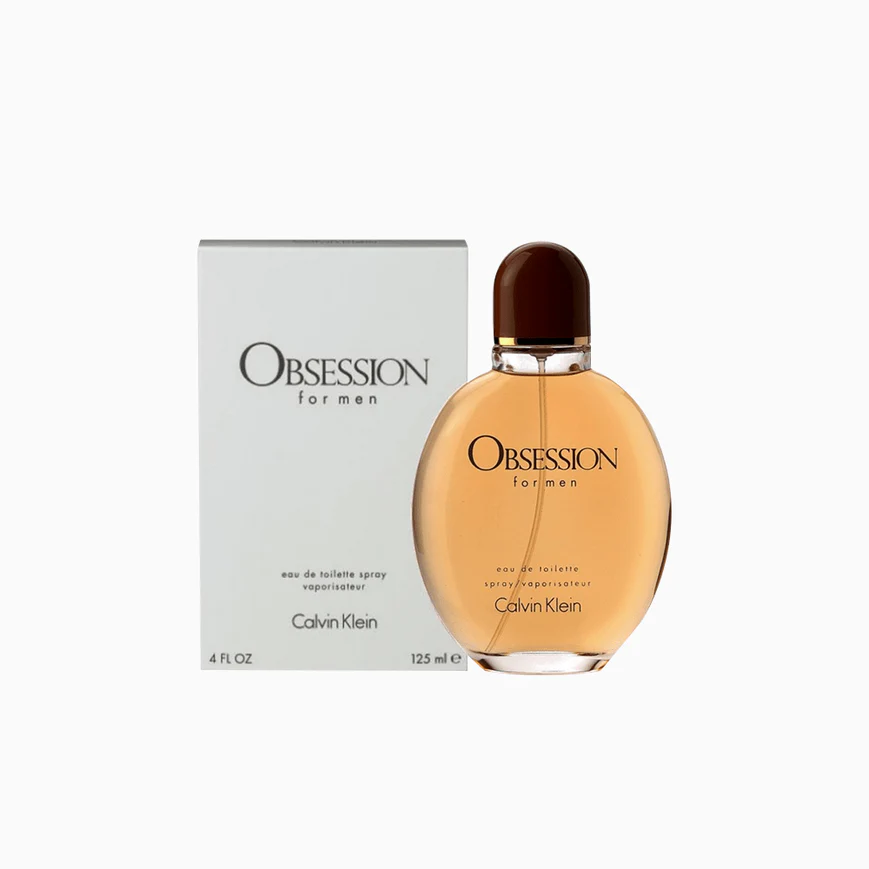 OBSESSION
for men
eau de toilette spray
vaporisateur
Calvin Klein
4 FL OZ 125 ml e
OBSESSION
for men
eau de toilette
spray/vaporisateur
Calvin Klein